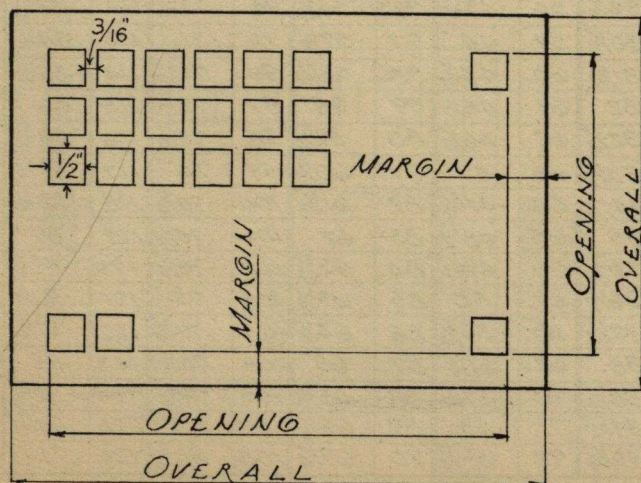 3/16"
1/2"
MARGIN
MARGIN
OPENING
OVERALL
OPENING
OVERALL